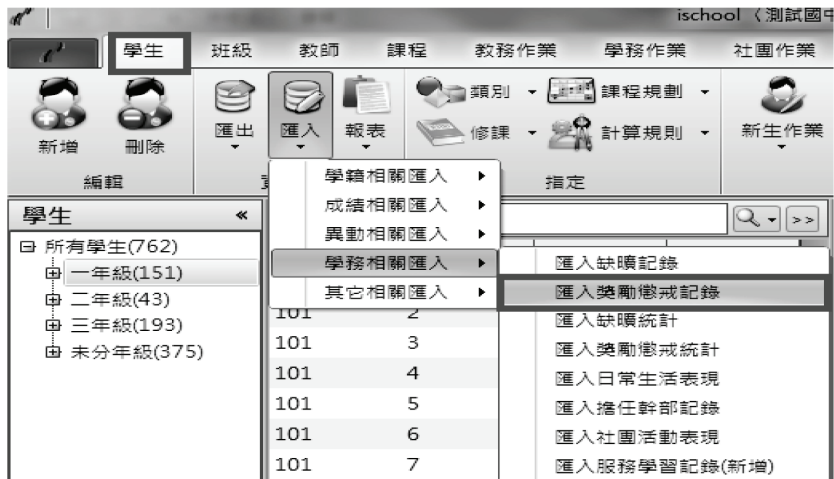 ischool 〈測試國中
學生 班級 教師 課程 教務作業 學務作業 社團作業
新增 刪除 匯出 匯入 報表 類別 課程規劃 修課 計算規則 新生作業
編輯 指定
學生 « >>
所有學生(762)
一年級(151)
二年級(43)
三年級(193)
未分年級(375)
學籍相關匯入
成績相關匯入
異動相關匯入
學務相關匯入
其它相關匯入
匯入缺曠記錄
匯入獎勵懲戒記錄
匯入缺曠統計
匯入獎勵懲戒統計
匯入日常生活表現
匯入擔任幹部記錄
匯入社團活動表現
匯入服務學習記錄(新增)
101 2
101 3
101 4
101 5
101 6
101 7